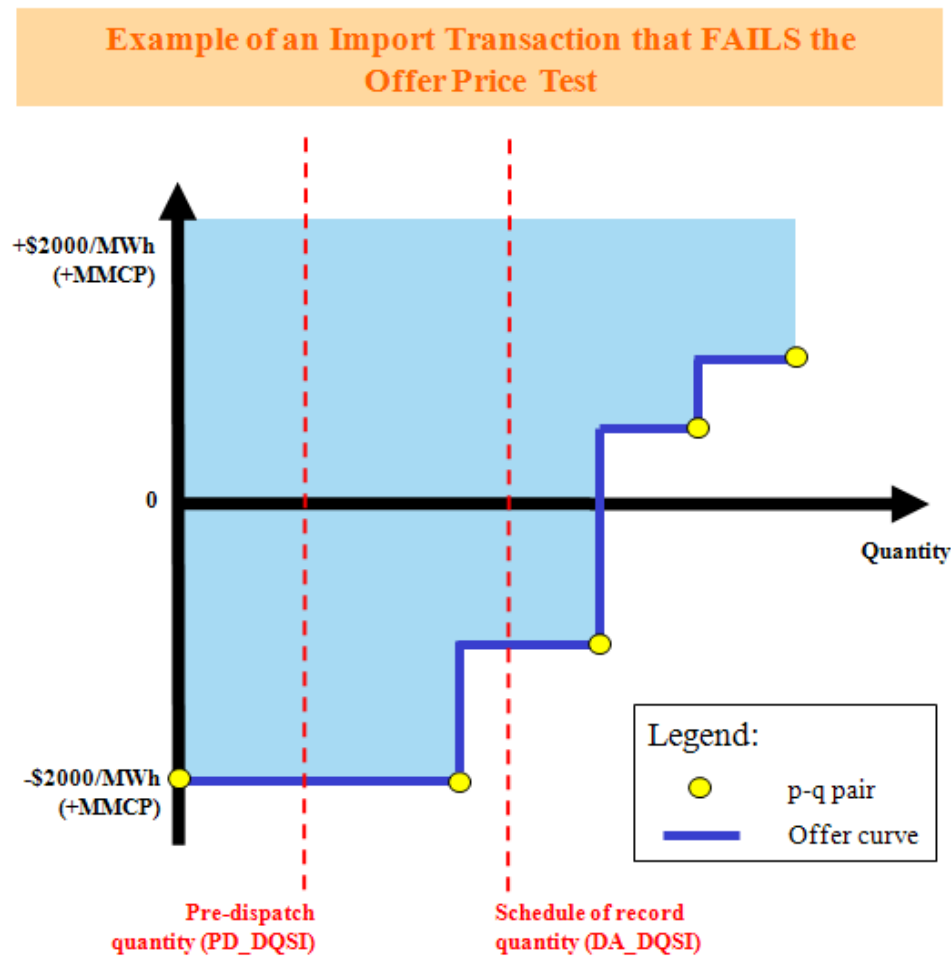 Example of an Import Transaction that FAILS the
Offer Price Test
+$2000/MWh
(+MMCP)
0
Quantity
-$2000/MWh
(+MMCP)
Legend:
p-q pair
Offer curve
Pre-dispatch
quantity (PD_DQSI)
Schedule of record
quantity (DA_DQSI)